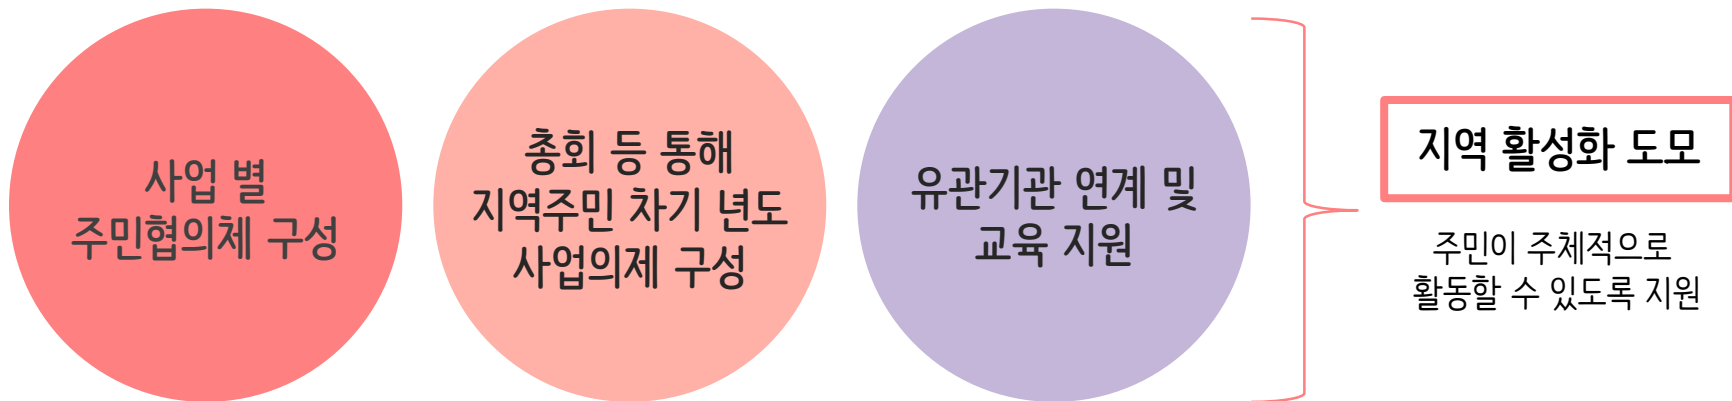 사업 별
주민협의체 구성
총회 등 통해
지역주민 차기 년도
사업의제 구성
유관기관 연계 및
교육 지원
지역 활성화 도모
주민이 주체적으로
활동할 수 있도록 지원